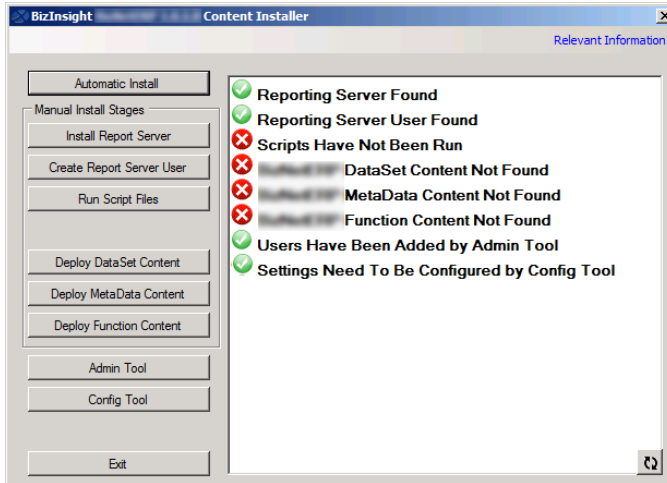 BizInsight Content Installer
Relevant Information
Automatic Install
Manual Install Stages
Install Report Server
Create Report Server User
Run Script Files
Deploy DataSet Content
Deploy MetaData Content
Deploy Function Content
Admin Tool
Config Tool
Exit
Reporting Server Found
Reporting Server User Found
Scripts Have Not Been Run
DataSet Content Not Found
MetaData Content Not Found
Function Content Not Found
Users Have Been Added by Admin Tool
Settings Need To Be Configured by Config Tool